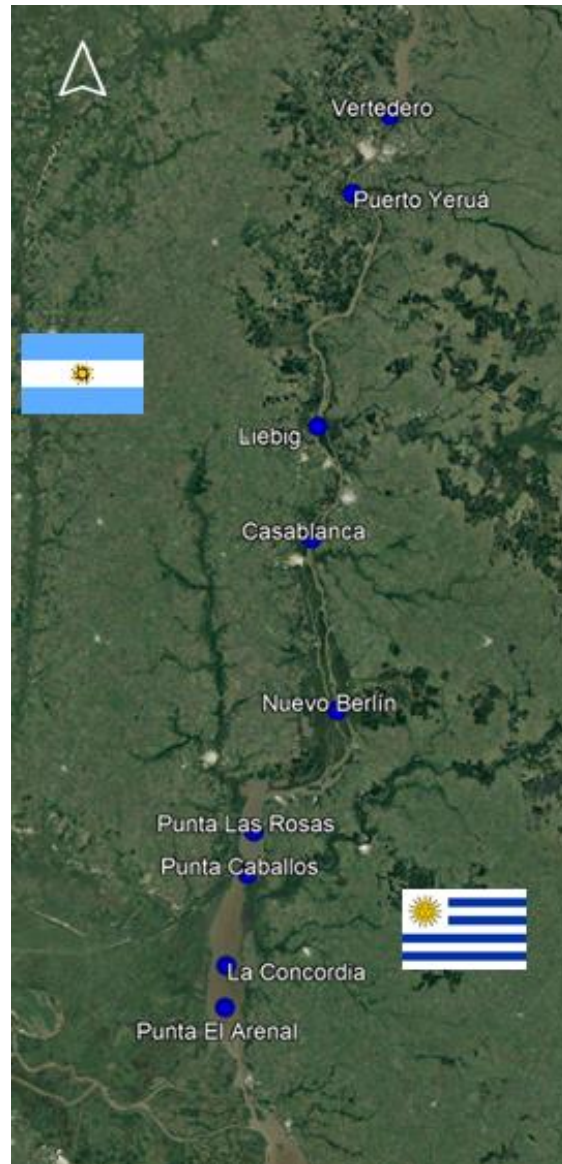 Vertedero
Puerto Yeruá
Liebig
Casablanca
Nuevo Berlín
Punta Las Rosas
Punta Caballos
La Concordia
Punta El Arenal